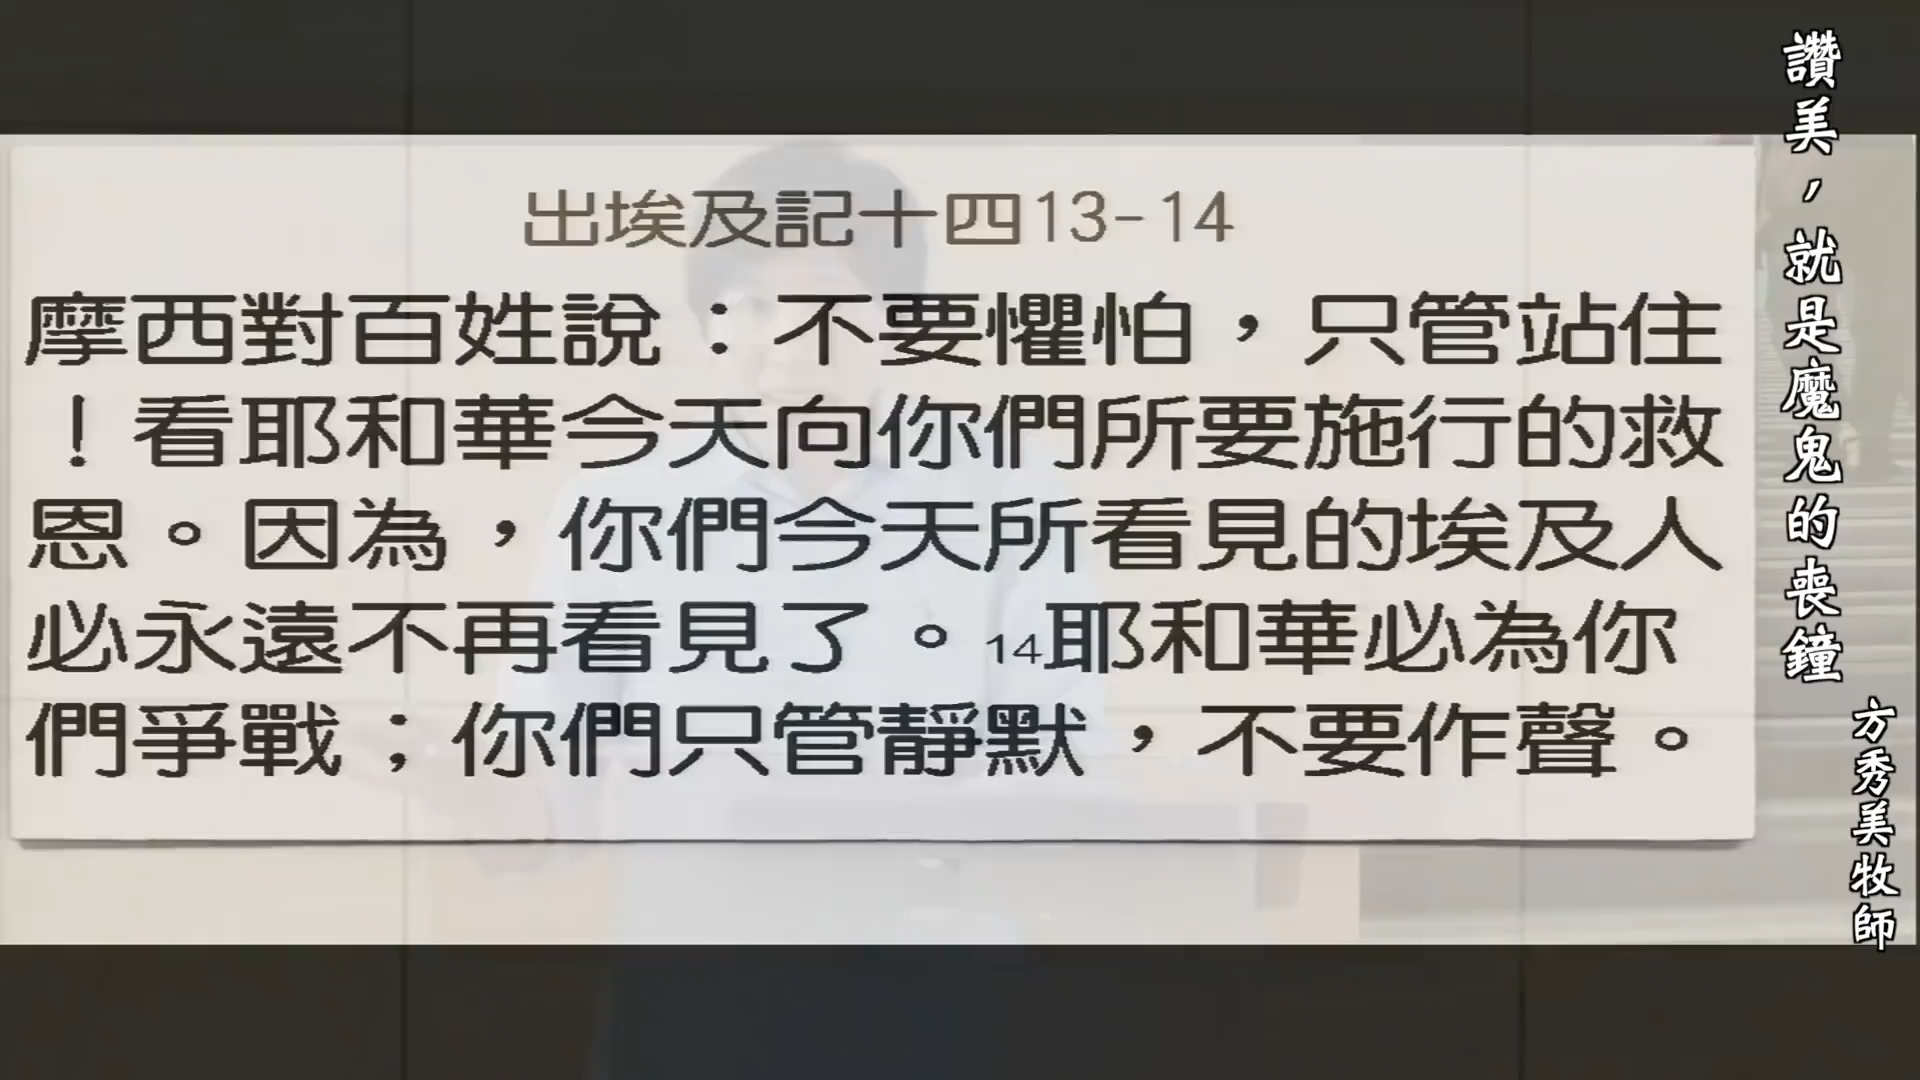 出埃及記十四13-14
摩西對百姓說：不要懼怕，只管站住
！看耶和華今天向你們所要施行的救
恩。因為，你們今天所看見的埃及人
必永遠不再看見了。14耶和華必為你
們爭戰；你們只管靜默，不要作聲。
讚美，就是魔鬼的喪鐘
方秀美牧師